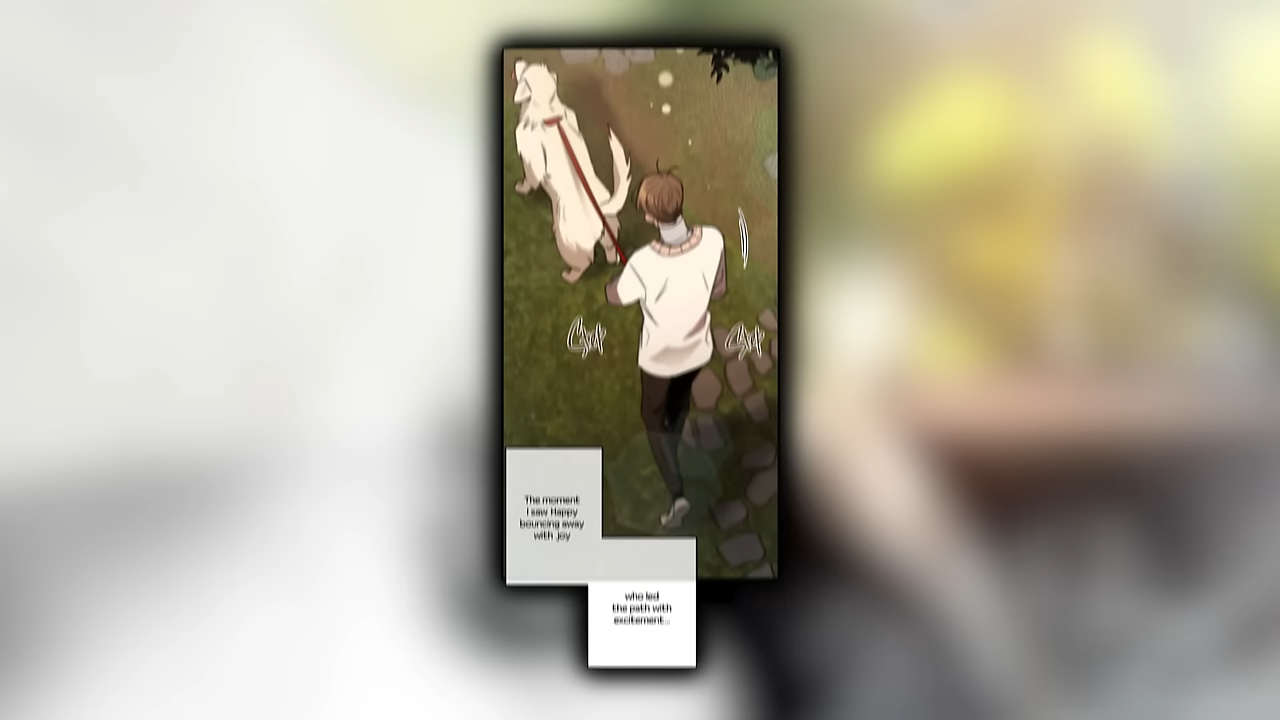 The moment
I saw Happy
bouncing away
with joy
who led
the path with
excitement...